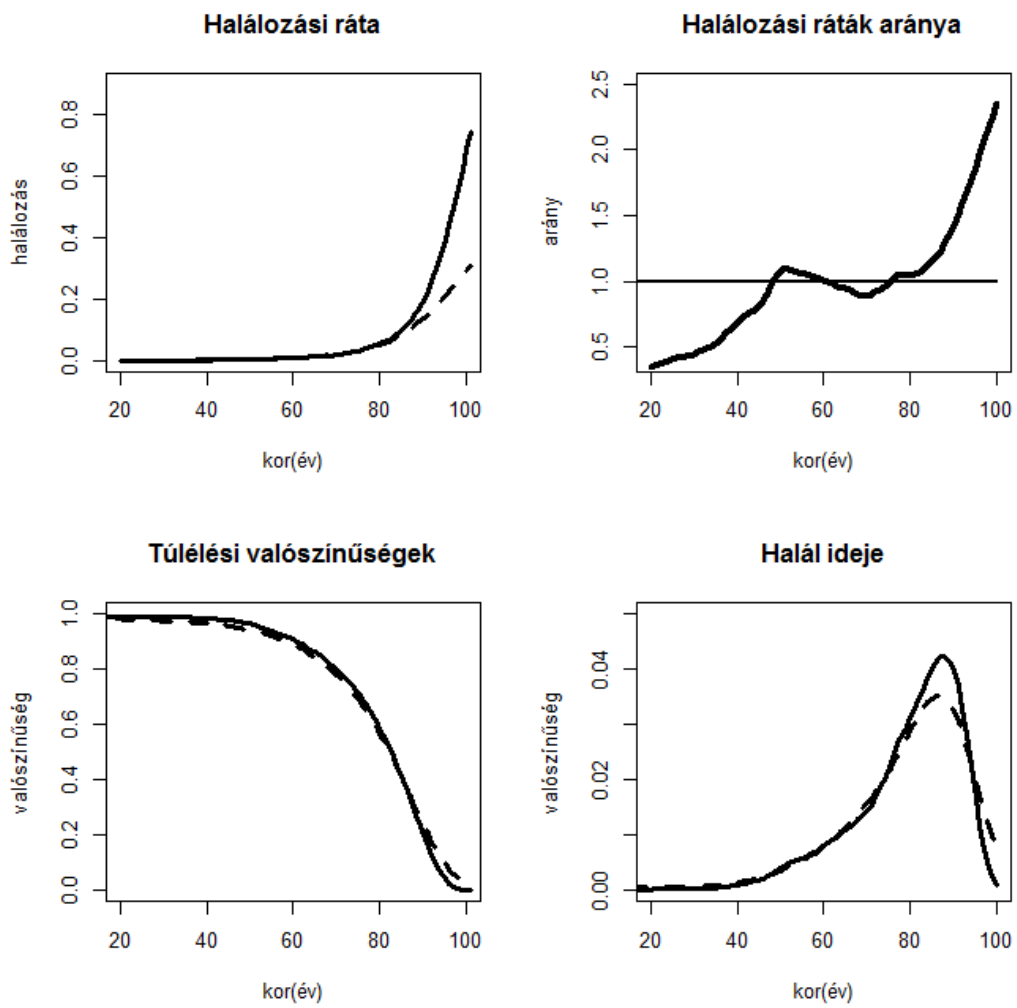 Halálozási ráta
halálozás
0.0 0.2 0.4 0.6 0.8
20 40 60 80 100
kor(év)
Halálozási ráták aránya
arány
0.5 1.0 1.5 2.0 2.5
20 40 60 80 100
kor(év)
Túlélési valószínűségek
valószínűség
0.0 0.2 0.4 0.6 0.8 1.0
20 40 60 80 100
kor(év)
Halál ideje
valószínűség
0.00 0.02 0.04
20 40 60 80 100
kor(év)